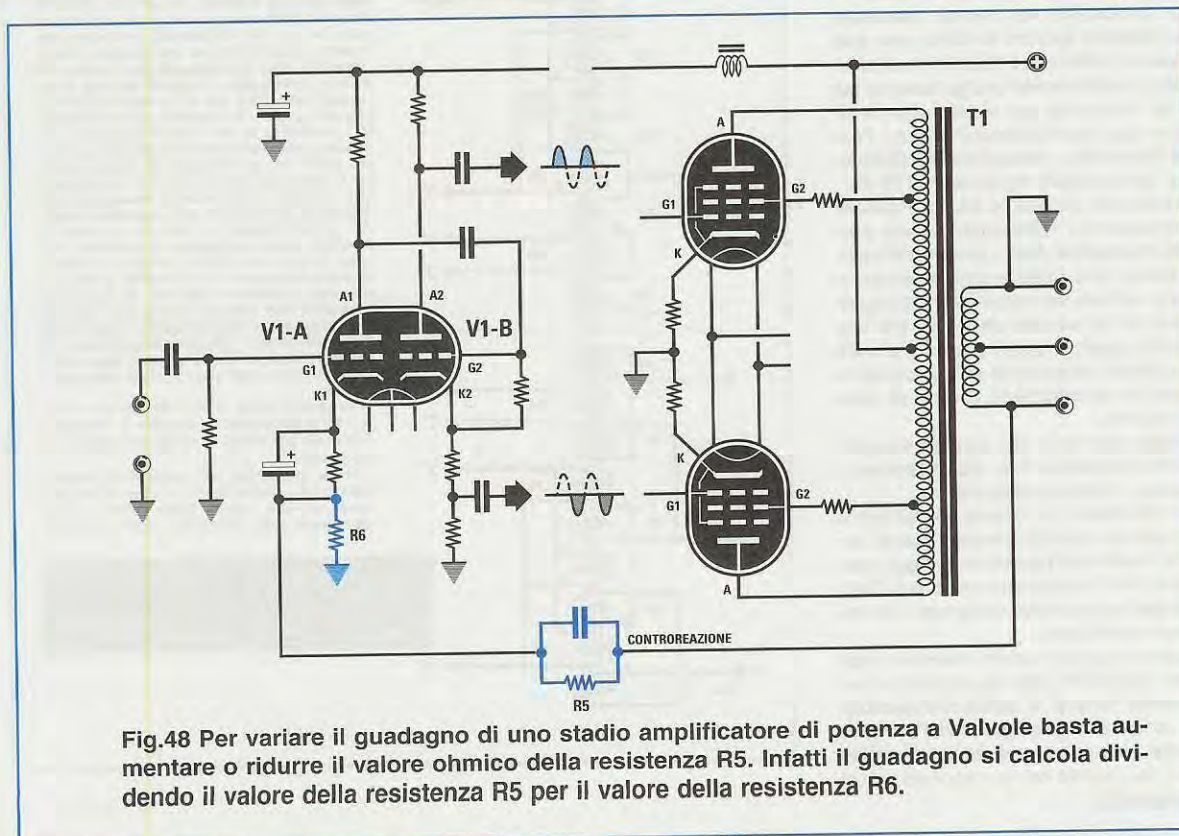 +
+
T1
A
G1
G2
K
A1
A2
V1-A
V1-B
G1
G2
K1
K2
+
R6
K
G1
G2
A
CONTROREAZIONE
R5
Fig.48 Per variare il guadagno di uno stadio amplificatore di potenza a Valvole basta au-
mentare o ridurre il valore ohmico della resistenza R5. Infatti il guadagno si calcola divi-
dendo il valore della resistenza R5 per il valore della resistenza R6.